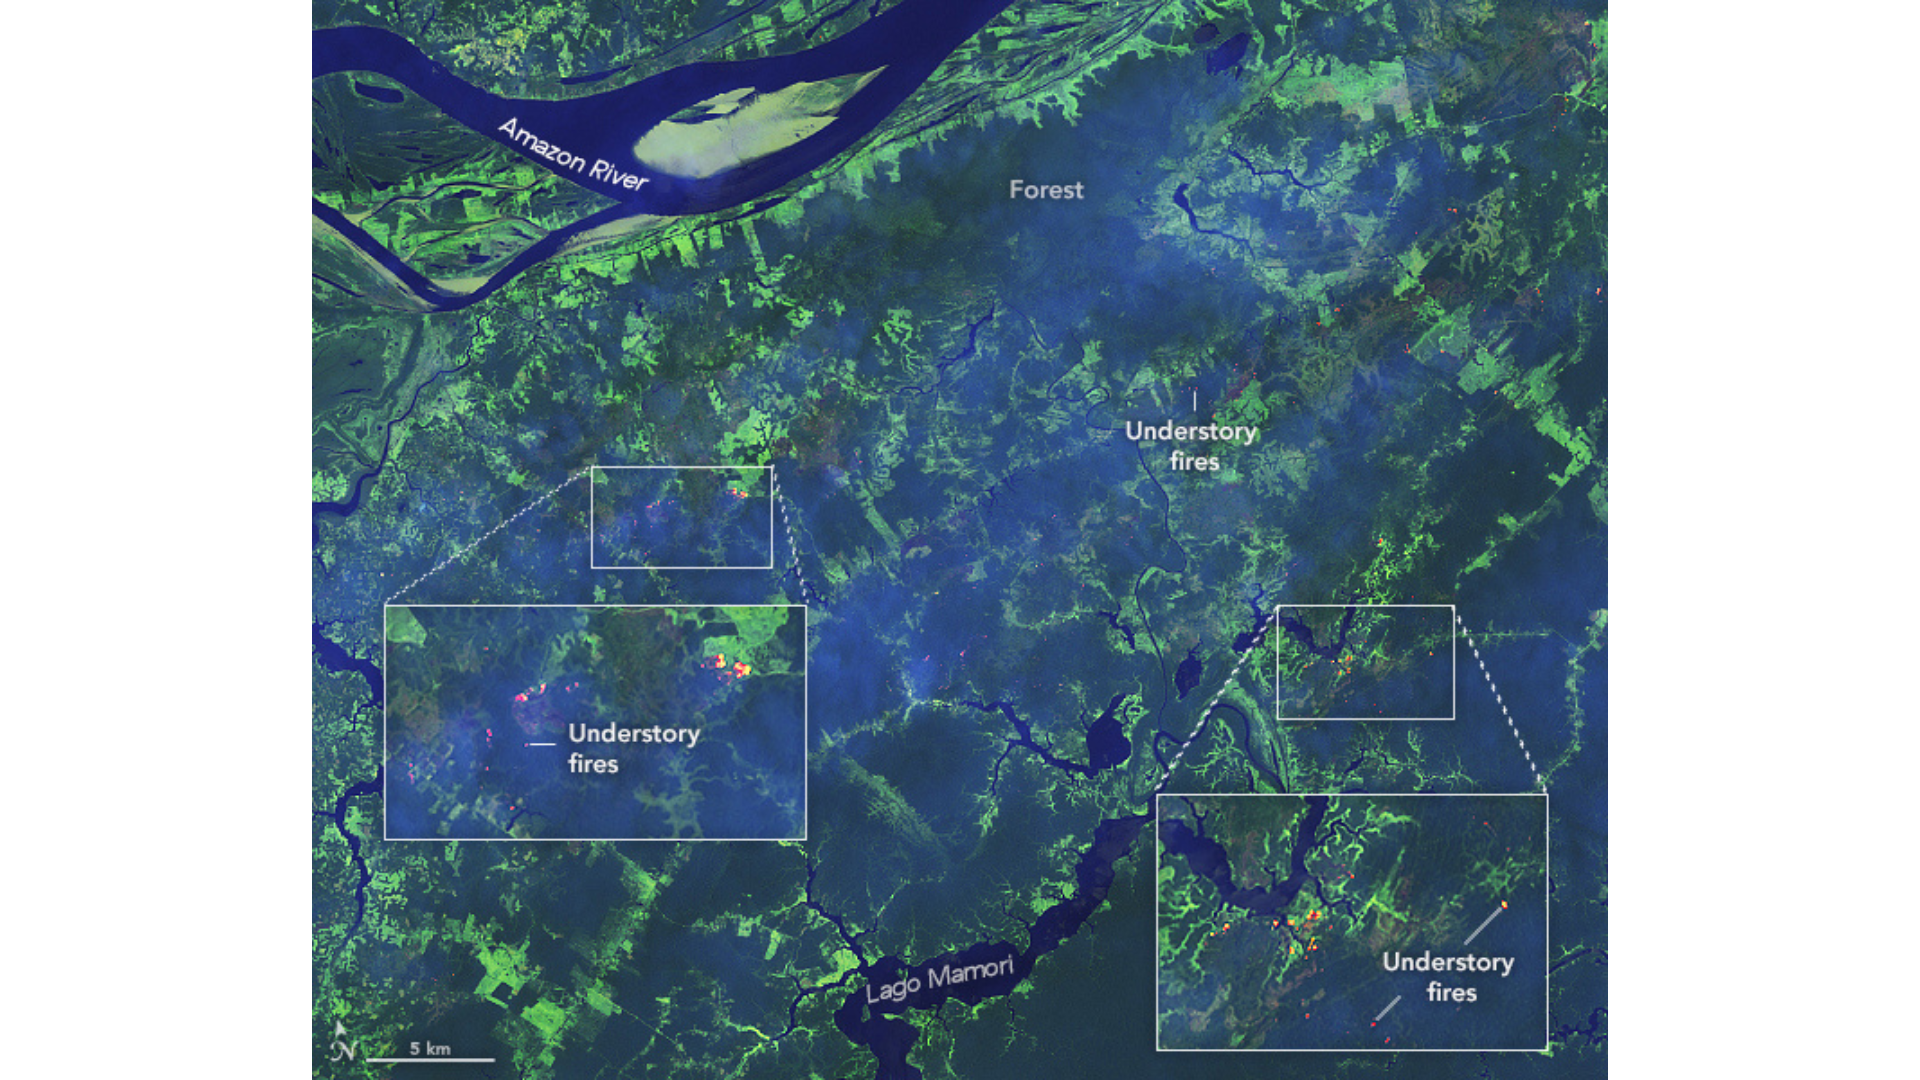 Amazon River
Forest
Understory
fires
Understory
fires
Understory
fires
Lago Mamori
N
5 km